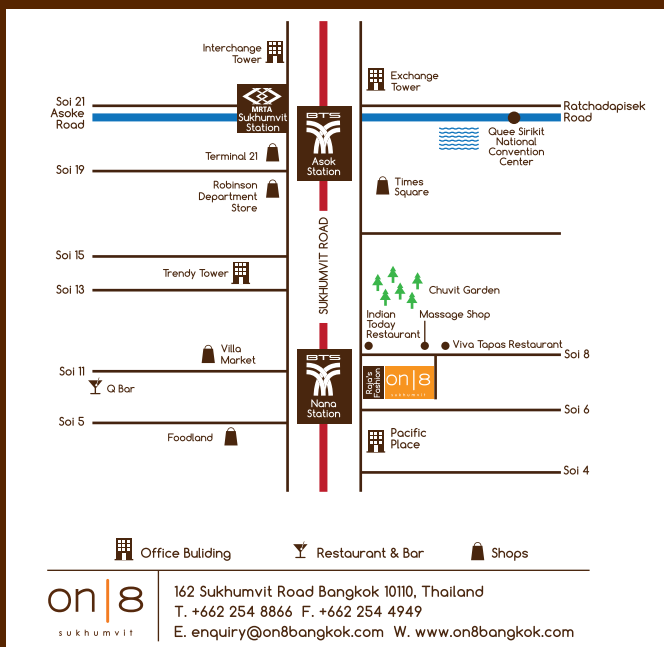 Interchange
Tower
Exchange
Tower
Soi 21
Asoke
Road
MRTA
Sukhumvit
Station
BTS
Asok
Station
Ratchadapisek
Road
Quee Sirikit
National
Convention
Center
Terminal 21
Soi 19
Robinson
Department
Store
Times
Square
SUKHUMVIT ROAD
Soi 15
Trendy Tower
Soi 13
Chuvit Garden
Indian
Today
Restaurant
Massage Shop
Viva Tapas Restaurant
Villa
Market
Soi 11
Q Bar
BTS
Nana
Station
Soi 8
Raja's
Fashion
on|8
sukhumvit
Soi 6
Soi 5
Foodland
Pacific
Place
Soi 4
Office Buliding
Restaurant & Bar
Shops
on|8
sukhumvit
162 Sukhumvit Road Bangkok 10110, Thailand
T. +662 254 8866 F. +662 254 4949
E. enquiry@on8bangkok.com W. www.on8bangkok.com